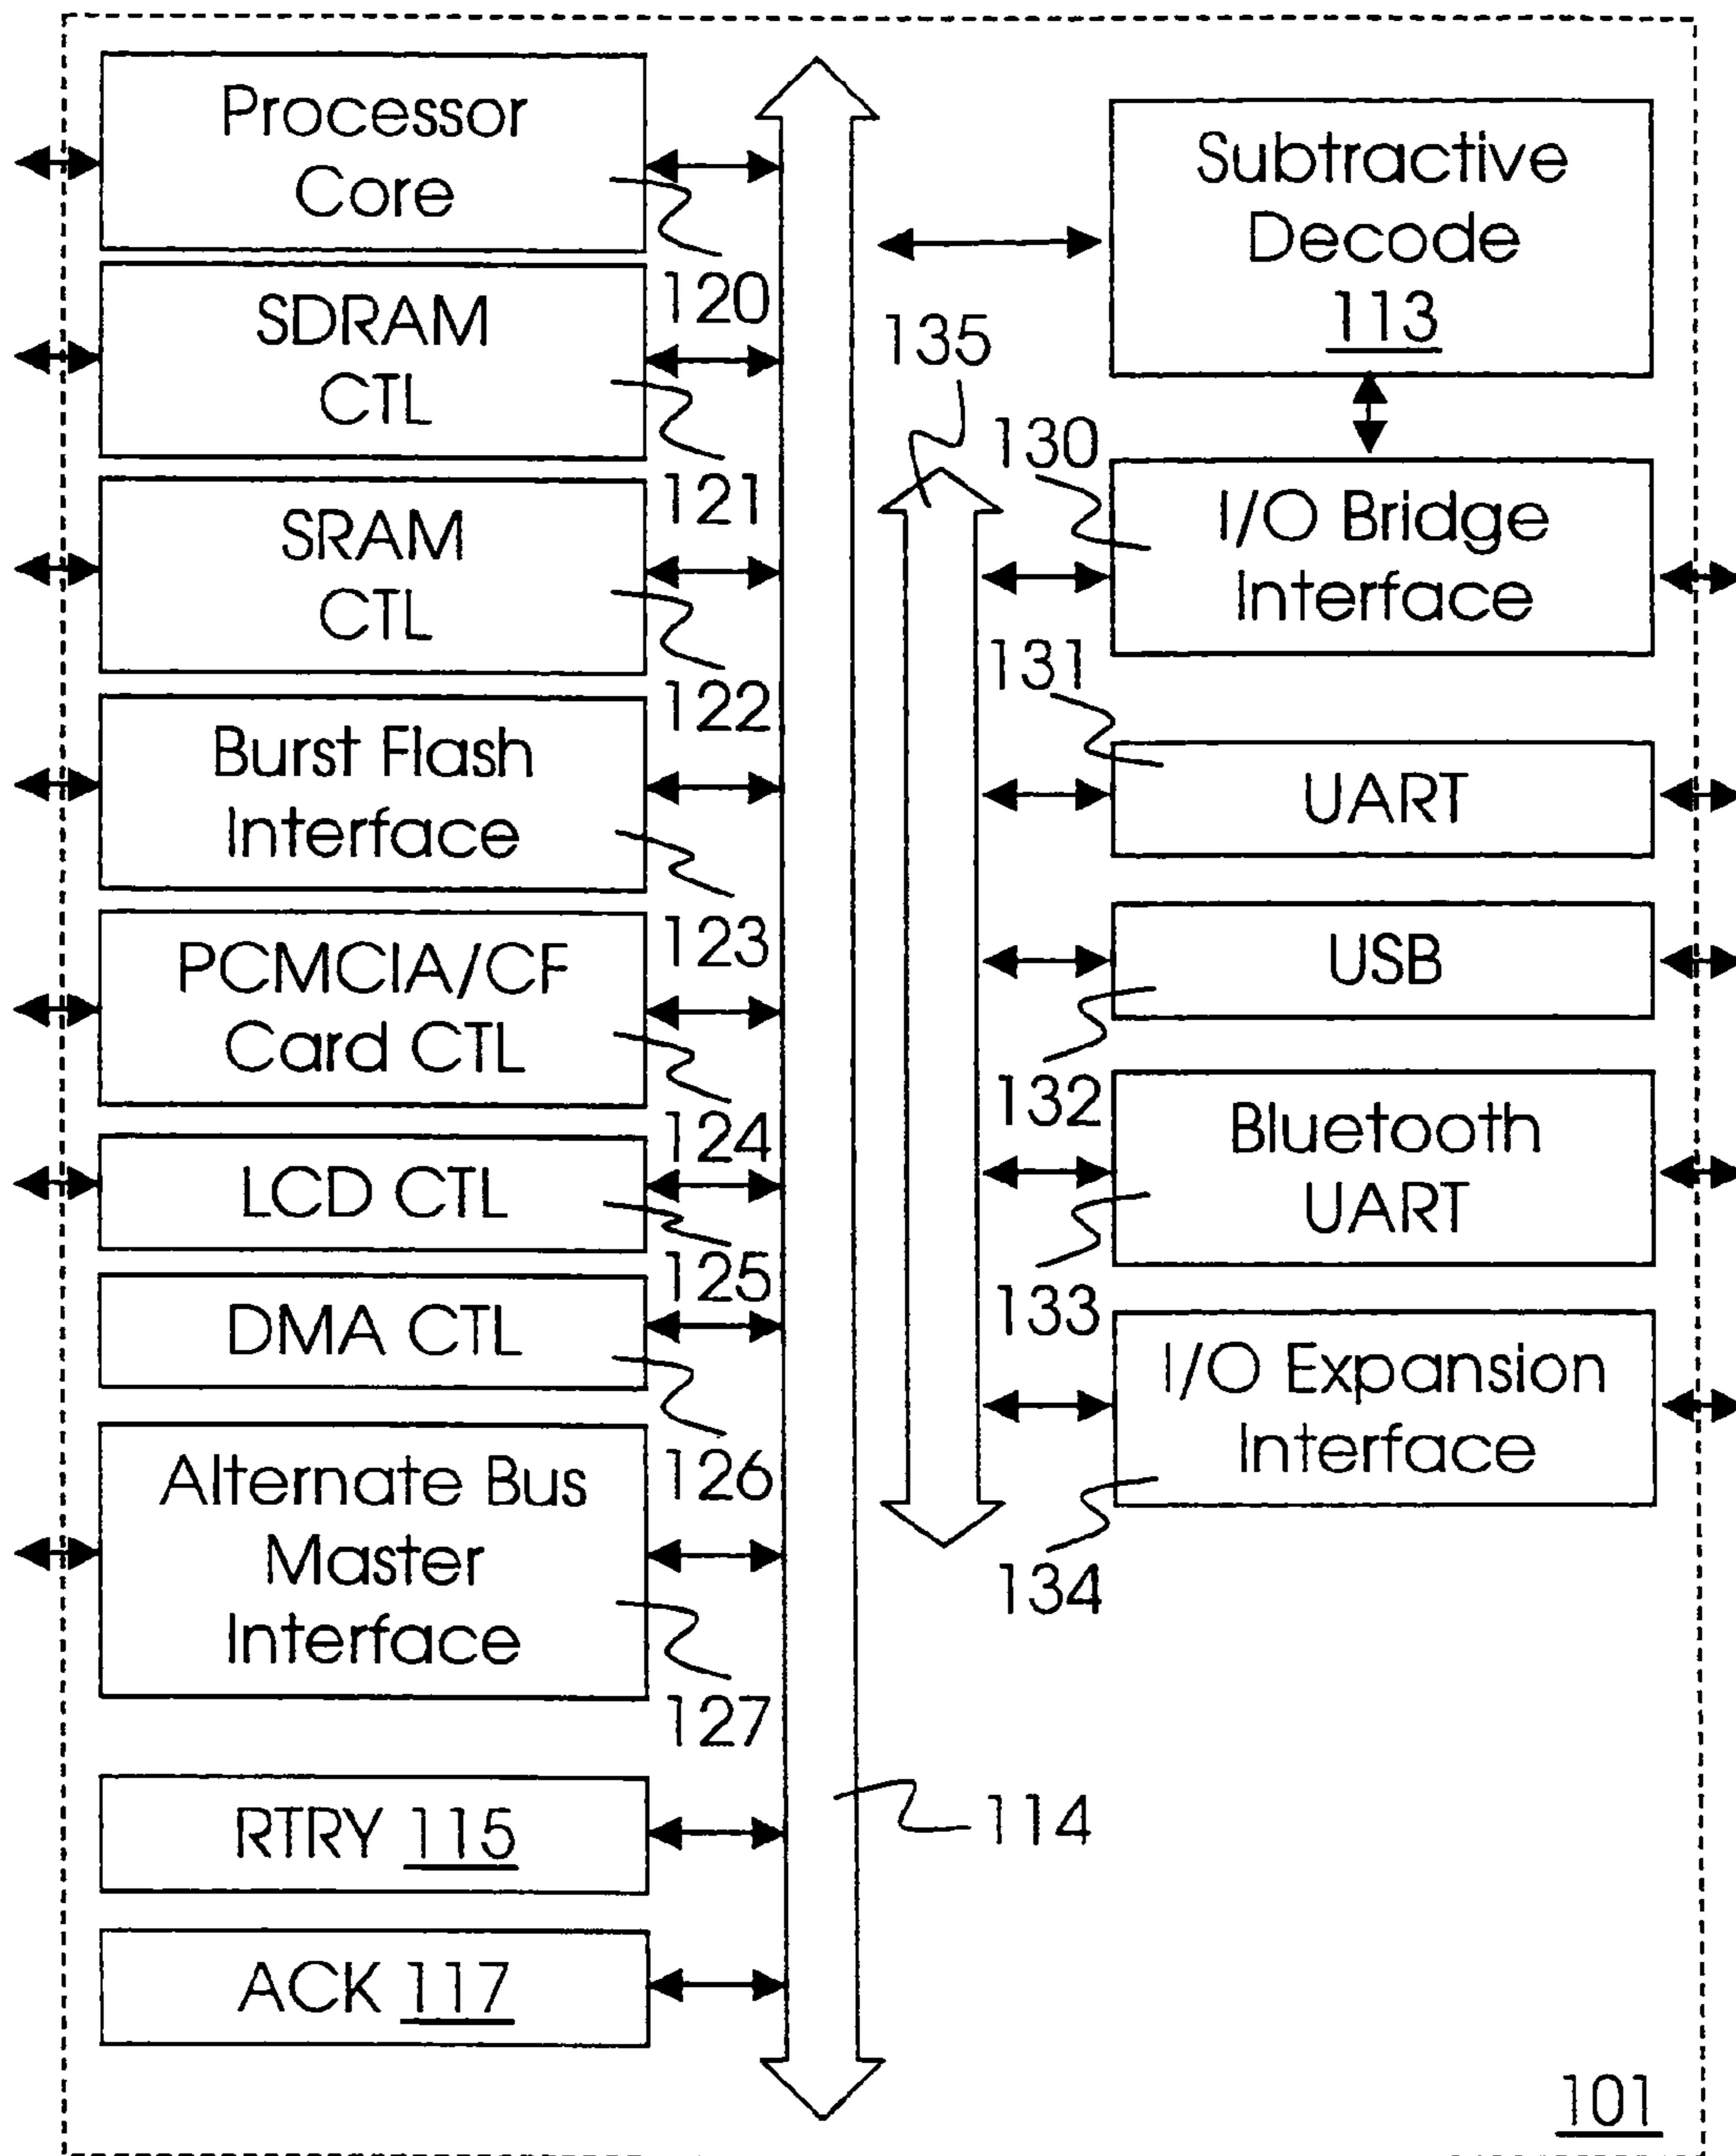 Processor
Core
120
SDRAM
CTL
121
SRAM
CTL
122
Burst Flash
Interface
123
PCMCIA/CF
Card CTL
124
LCD CTL
125
DMA CTL
126
Alternate Bus
Master
Interface
127
RTRY 115
ACK 117
114
135
Subtractive
Decode
113
130
I/O Bridge
Interface
131
UART
USB
132
Bluetooth
UART
133
I/O Expansion
Interface
134
101